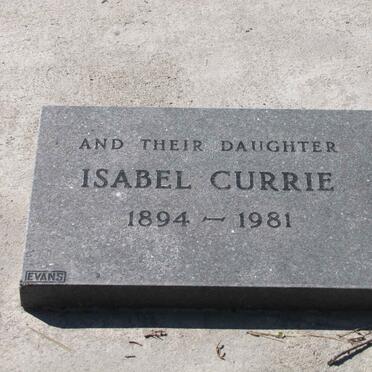 AND THEIR DAUGHTER
ISABEL CURRIE
1894 — 1981
EVANS